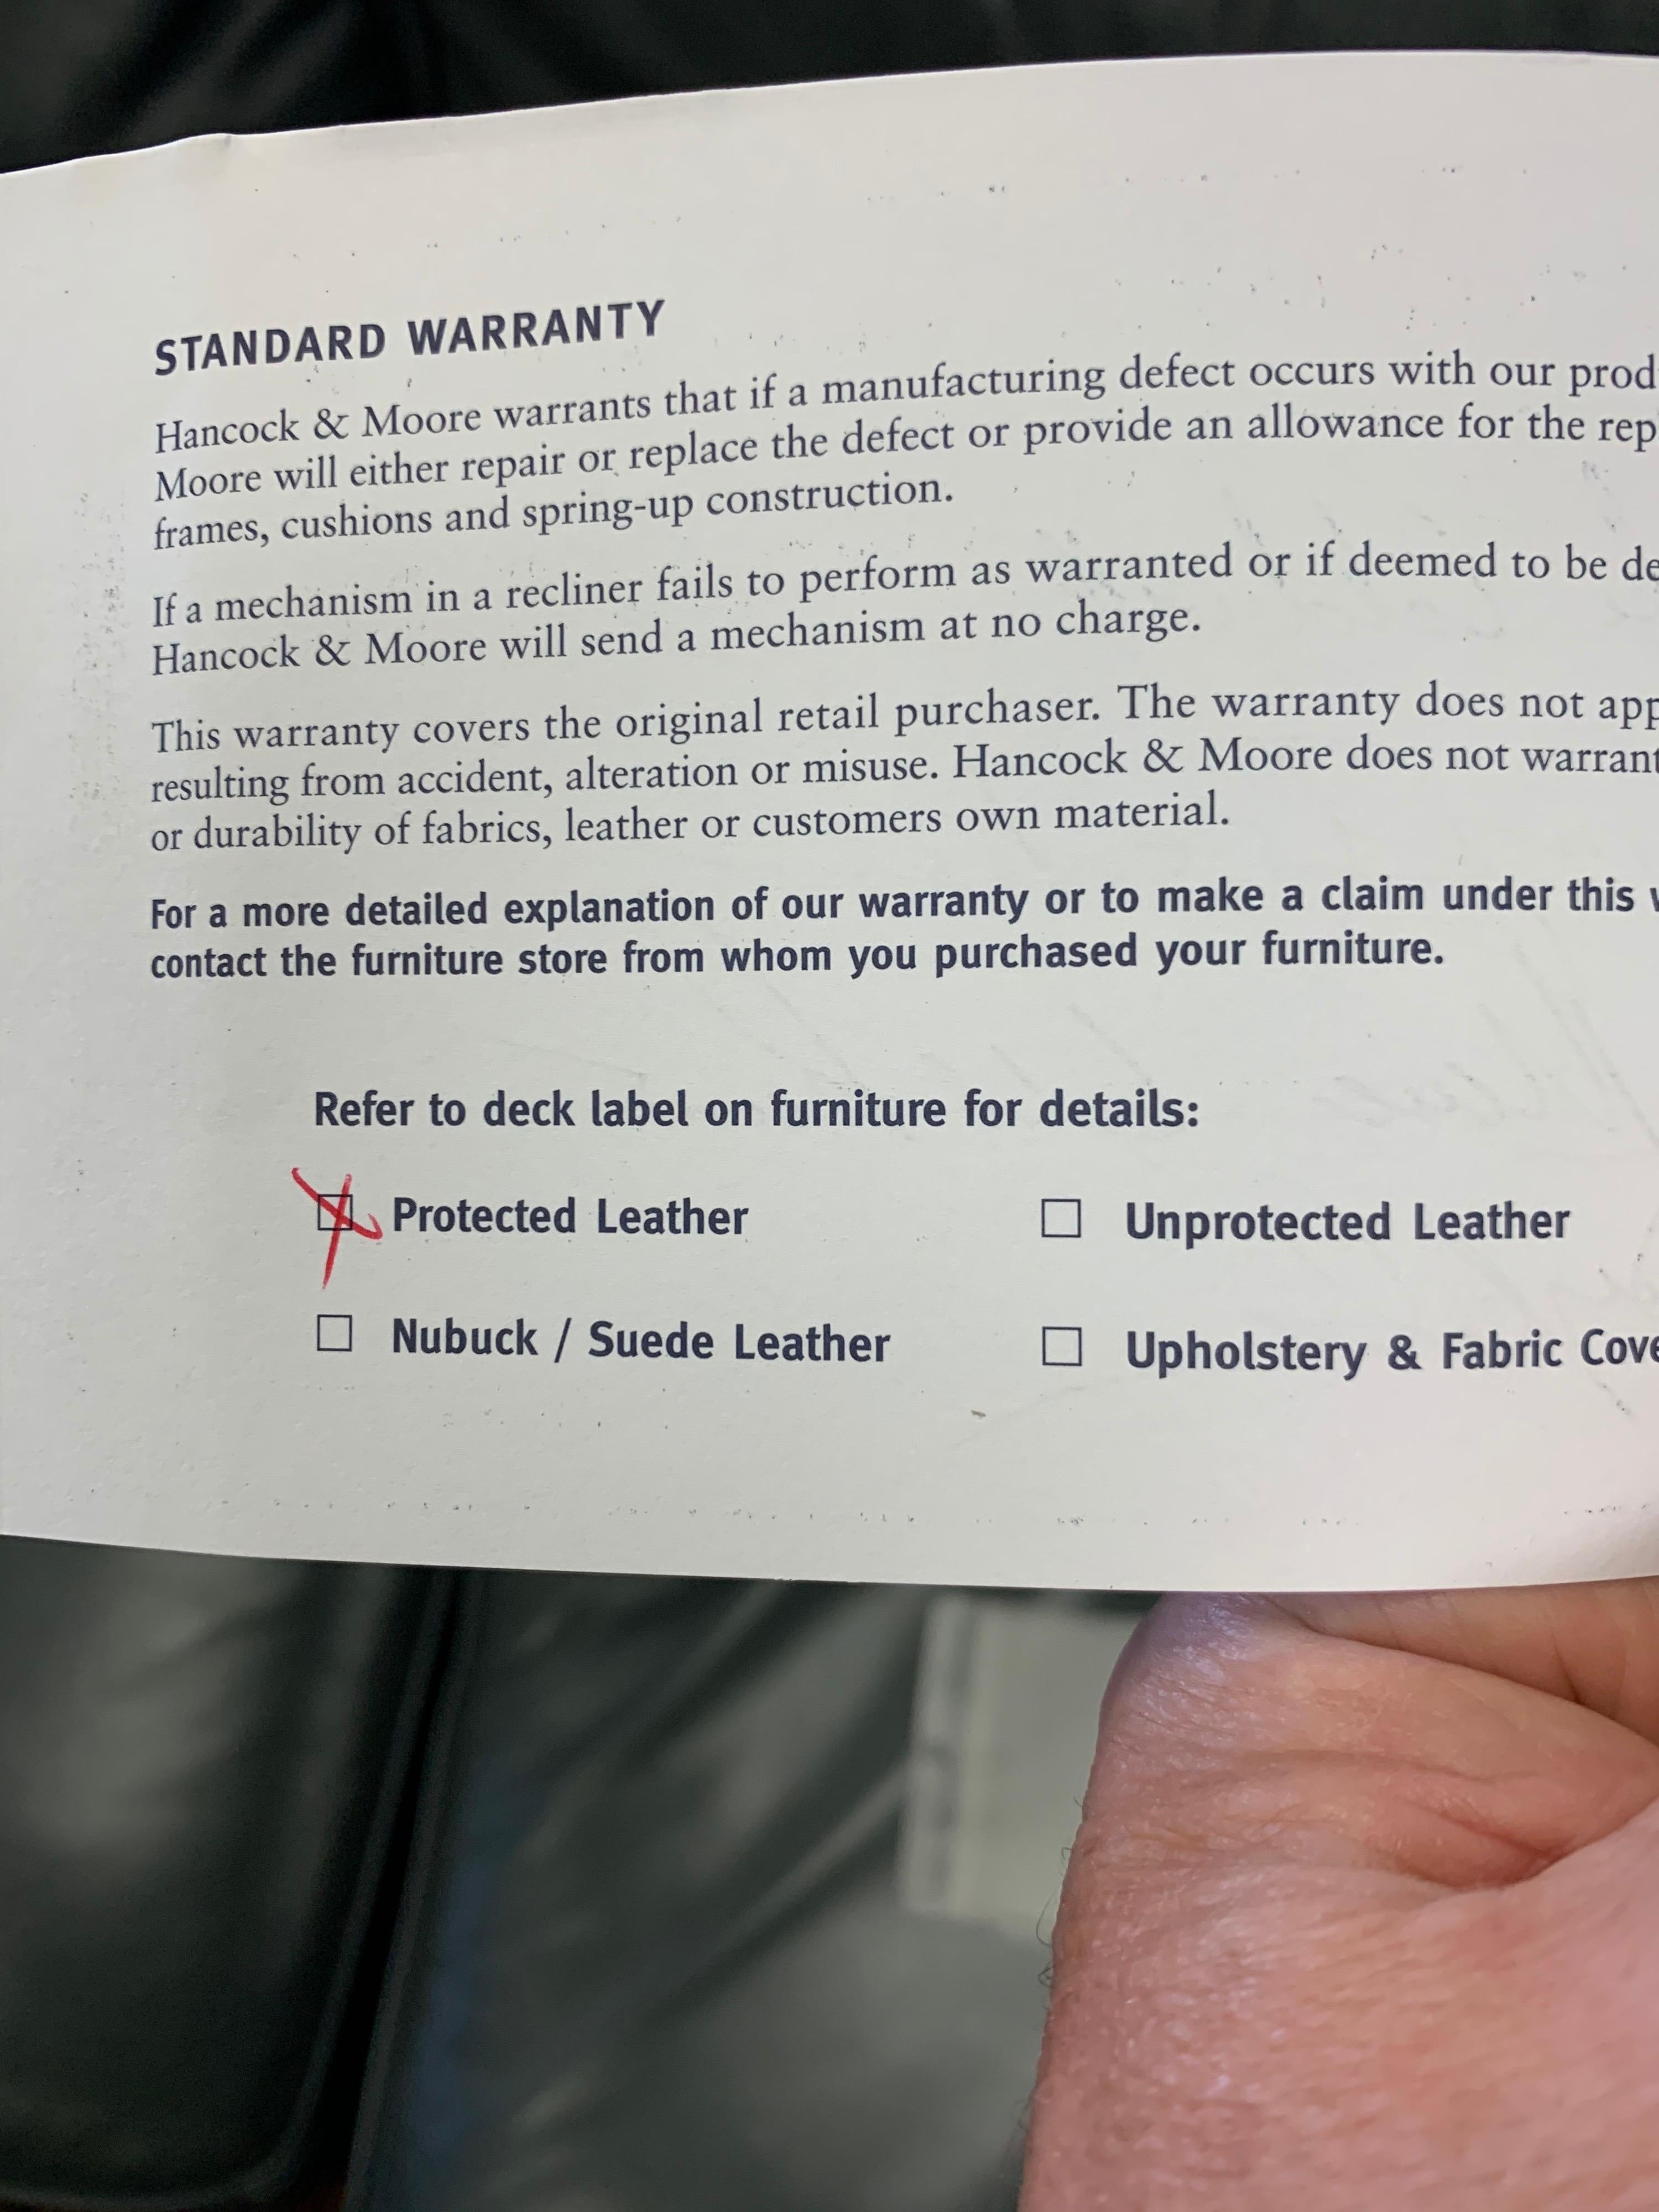 STANDARD WARRANTY
Hancock & Moore warrants that if a manufacturing defect occurs with our
Moore will either repair or replace the defect or provide an allowance for the
frames, cushions and spring-up construction.
If a mechanism in a recliner fails to perform as warranted or if deemed to be
Hancock & Moore will send a mechanism at no charge.
This warranty covers the original retail purchaser. The warranty does not
resulting from accident, alteration or misuse. Hancock & Moore does not warrant
or durability of fabrics, leather or customers own material.
For a more detailed explanation of our warranty or to make a claim under this
contact the furniture store from whom you purchased your furniture.
Refer to deck label on furniture for details:
Protected Leather
Unprotected Leather
Nubuck / Suede Leather
Upholstery & Fabric